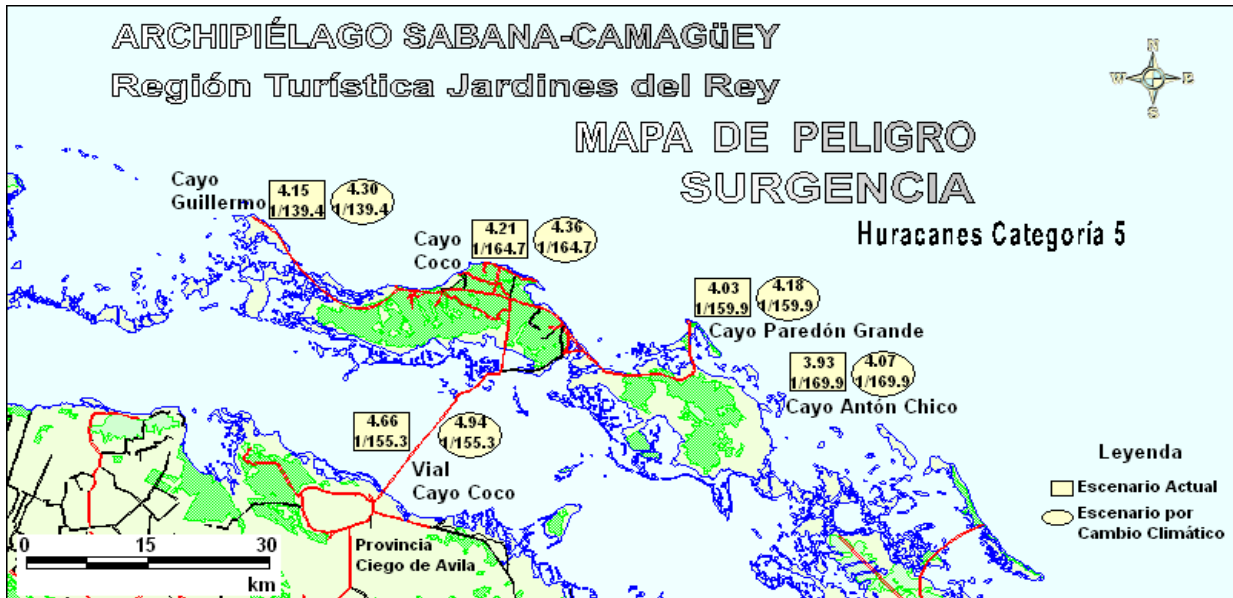 ARCHIPIÉLAGO SABANA-CAMAGüEY
Región Turística Jardines del Rey
MAPA DE PELIGRO
SURGENCIA
Huracanes Categoría 5
N
W E
S
Cayo
Guillermo
4.15
1/139.4
4.30
1/139.4
Cayo
Coco
4.21
1/164.7
4.36
1/164.7
4.03
1/159.9
4.18
1/159.9
Cayo Paredón Grande
3.93
1/169.9
4.07
1/169.9
Cayo Antón Chico
4.66
1/155.3
4.94
1/155.3
Vial
Cayo Coco
Provincia
Ciego de Avila
Leyenda
Escenario Actual
Escenario por
Cambio Climático
0 15 30
km